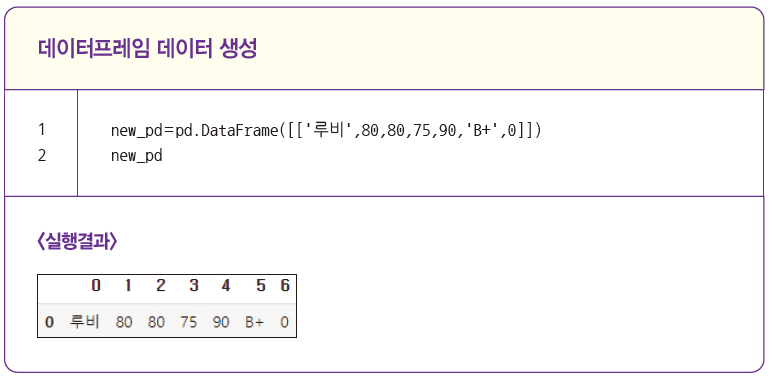 데이터프레임 데이터 생성
1 new_pd=pd.DataFrame([['루비',80,80,75,90,'B+',0]])
2 new_pd
<실행결과>
0 1 2 3 4 5 6
0 루비 80 80 75 90 B+ 0